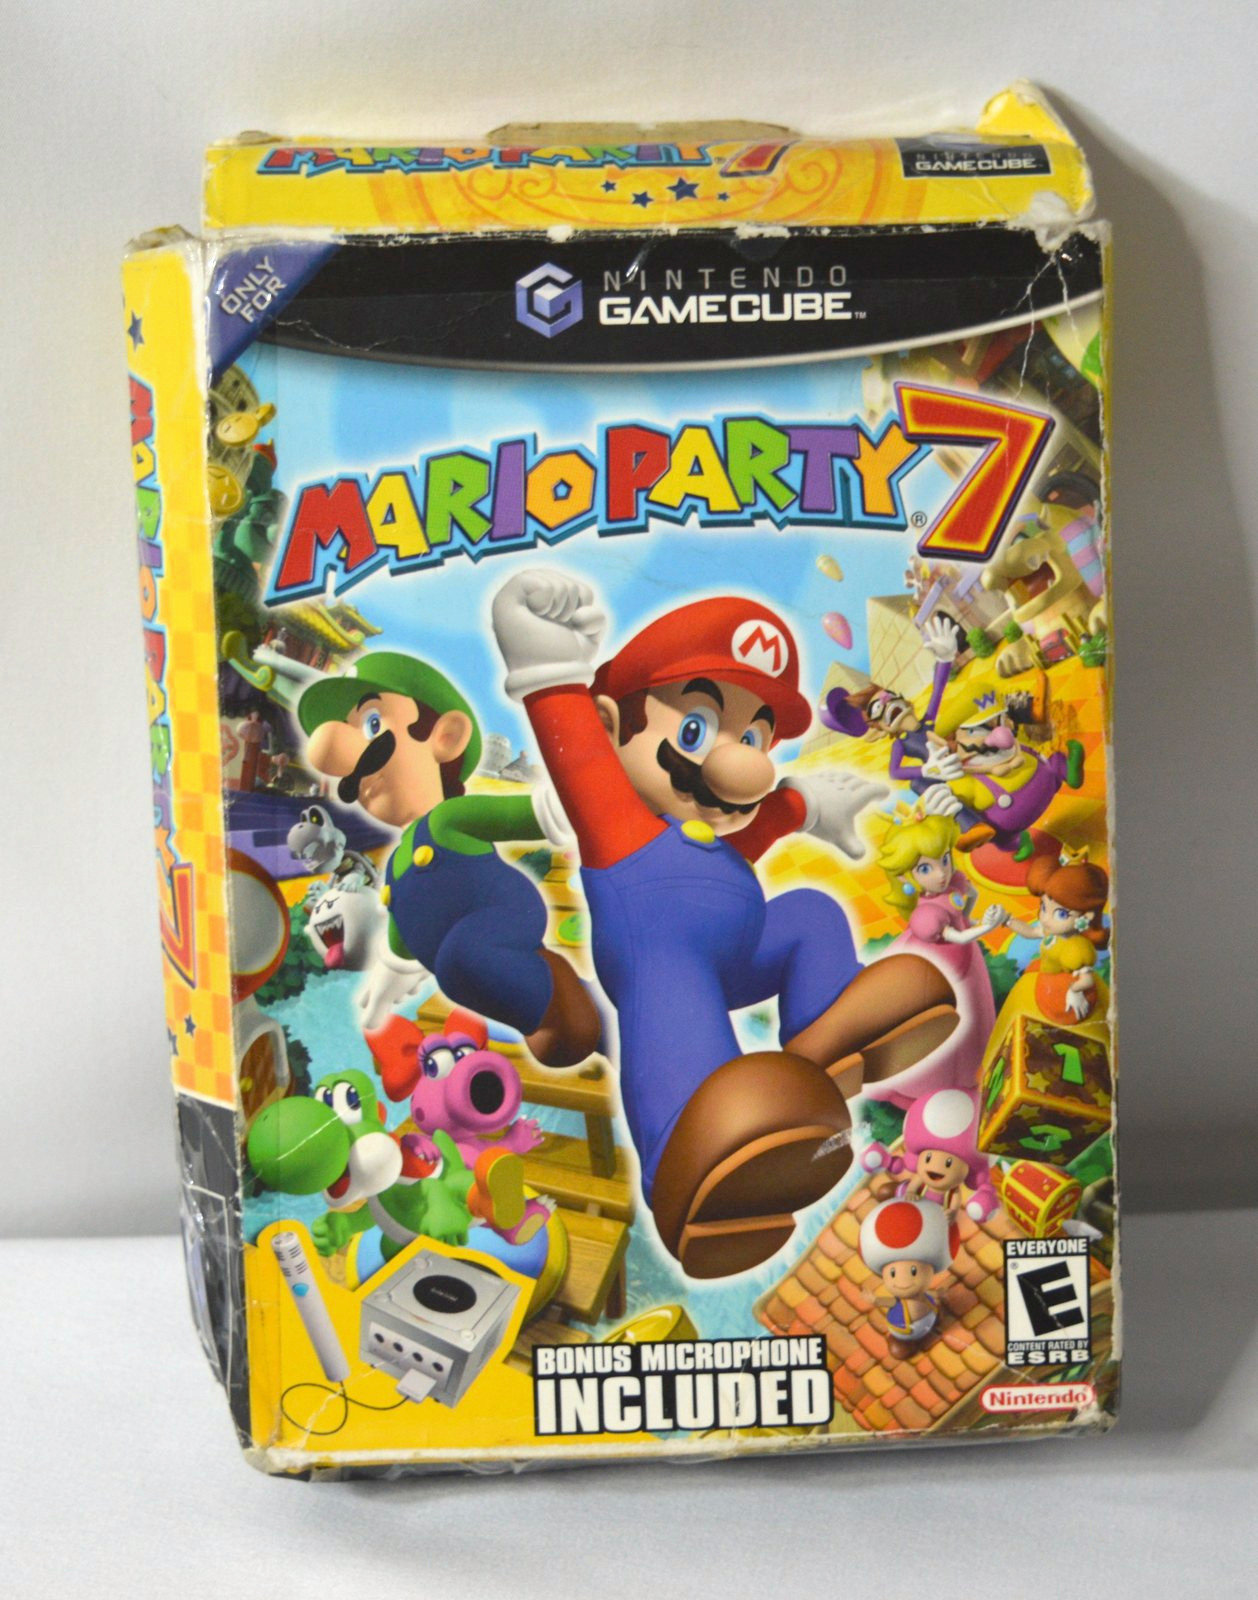 MARIO PARTY 7
NINTENDO
GAMECUBE
ONLY
FOR
NINTENDO
GAMECUBE™
MARIO PARTY® 7
MARIO PARTY 7
M
W
1
3
BONUS MICROPHONE
INCLUDED
EVERYONE
®
E
CONTENT RATED BY
ESRB
Nintendo®